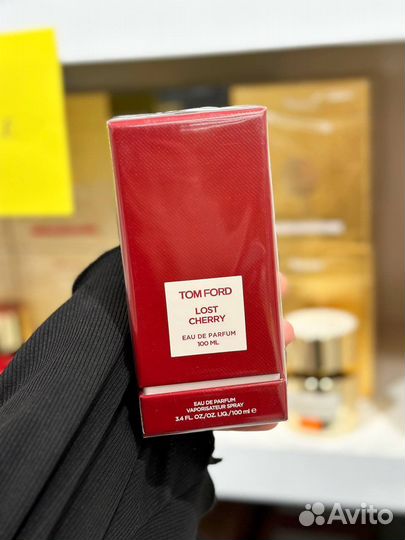 TOM FORD
LOST
CHERRY
EAU DE PARFUM
100 ML
EAU DE PARFUM
VAPORISATEUR SPRAY
3.4 FL. OZ./OZ. LIQ./100 ml ℮
Avito